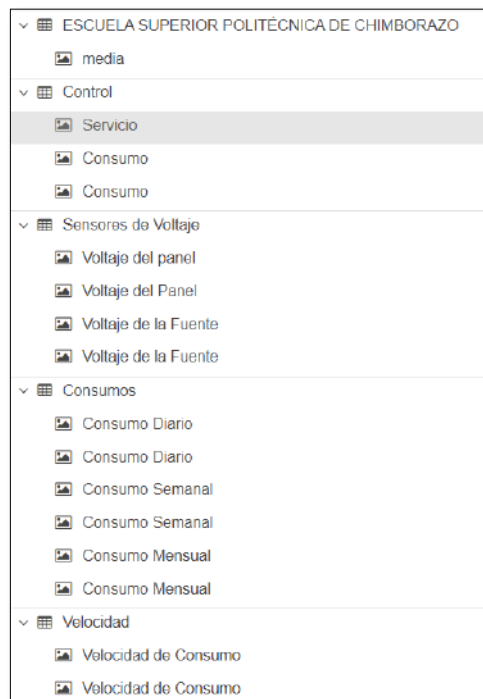 ESCUELA SUPERIOR POLITÉCNICA DE CHIMBORAZO
media
Control
Servicio
Consumo
Consumo
Sensores de Voltaje
Voltaje del panel
Voltaje del Panel
Voltaje de la Fuente
Voltaje de la Fuente
Consumos
Consumo Diario
Consumo Diario
Consumo Semanal
Consumo Semanal
Consumo Mensual
Consumo Mensual
Velocidad
Velocidad de Consumo
Velocidad de Consumo